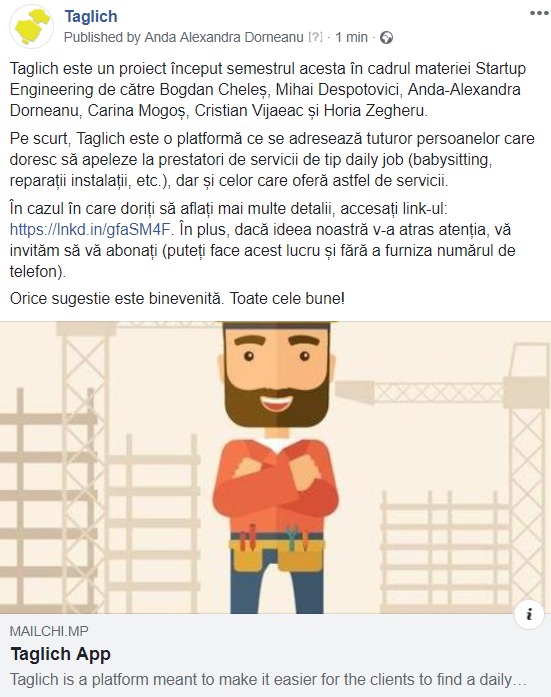 Taglich
Published by Anda Alexandra Dorneanu [?] · 1 min ·
Taglich este un proiect început semestrul acesta în cadrul materiei Startup
Engineering de către Bogdan Cheleș, Mihai Despotovici, Anda-Alexandra
Dorneanu, Carina Mogoș, Cristian Vijaeac și Horia Zegheru.
Pe scurt, Taglich este o platformă ce se adresează tuturor persoanelor care
doresc să apeleze la prestatori de servicii de tip daily job (babysitting,
reparații instalații, etc.), dar și celor care oferă astfel de servicii.
În cazul în care doriți să aflați mai multe detalii, accesați link-ul:
https://lnkd.in/gfaSM4F. În plus, dacă ideea noastră v-a atras atenția, vă
invităm să vă abonați (puteți face acest lucru și fără a furniza numărul de
telefon).
Orice sugestie este binevenită. Toate cele bune!
MAILCHI.MP
Taglich App
Taglich is a platform meant to make it easier for the clients to find a daily…